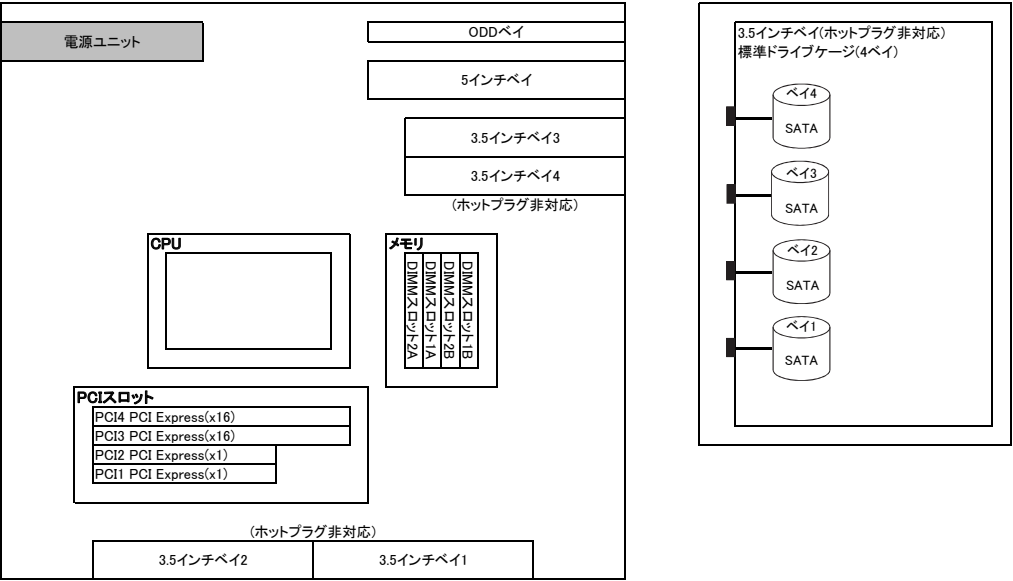 電源ユニット
ODDベイ
5インチベイ
3.5インチベイ3
3.5インチベイ4
(ホットプラグ非対応)
CPU
メモリ
DIMMスロット2A
DIMMスロット1A
DIMMスロット2B
DIMMスロット1B
PCIスロット
PCI4 PCI Express(x16)
PCI3 PCI Express(x16)
PCI2 PCI Express(x1)
PCI1 PCI Express(x1)
(ホットプラグ非対応)
3.5インチベイ2
3.5インチベイ1
3.5インチベイ(ホットプラグ非対応)
標準ドライブケージ(4ベイ)
ベイ4
SATA
ベイ3
SATA
ベイ2
SATA
ベイ1
SATA